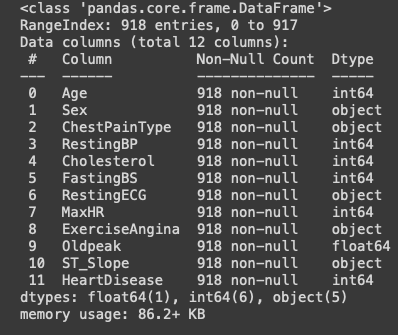 <class 'pandas.core.frame.DataFrame'>
RangeIndex: 918 entries, 0 to 917
Data columns (total 12 columns):
 #   Column          Non-Null Count  Dtype
---  ------          --------------  -----
 0   Age             918 non-null    int64
 1   Sex             918 non-null    object
 2   ChestPainType   918 non-null    object
 3   RestingBP       918 non-null    int64
 4   Cholesterol     918 non-null    int64
 5   FastingBS       918 non-null    int64
 6   RestingECG      918 non-null    object
 7   MaxHR           918 non-null    int64
 8   ExerciseAngina  918 non-null    object
 9   Oldpeak         918 non-null    float64
 10  ST_Slope        918 non-null    object
 11  HeartDisease    918 non-null    int64
dtypes: float64(1), int64(6), object(5)
memory usage: 86.2+ KB